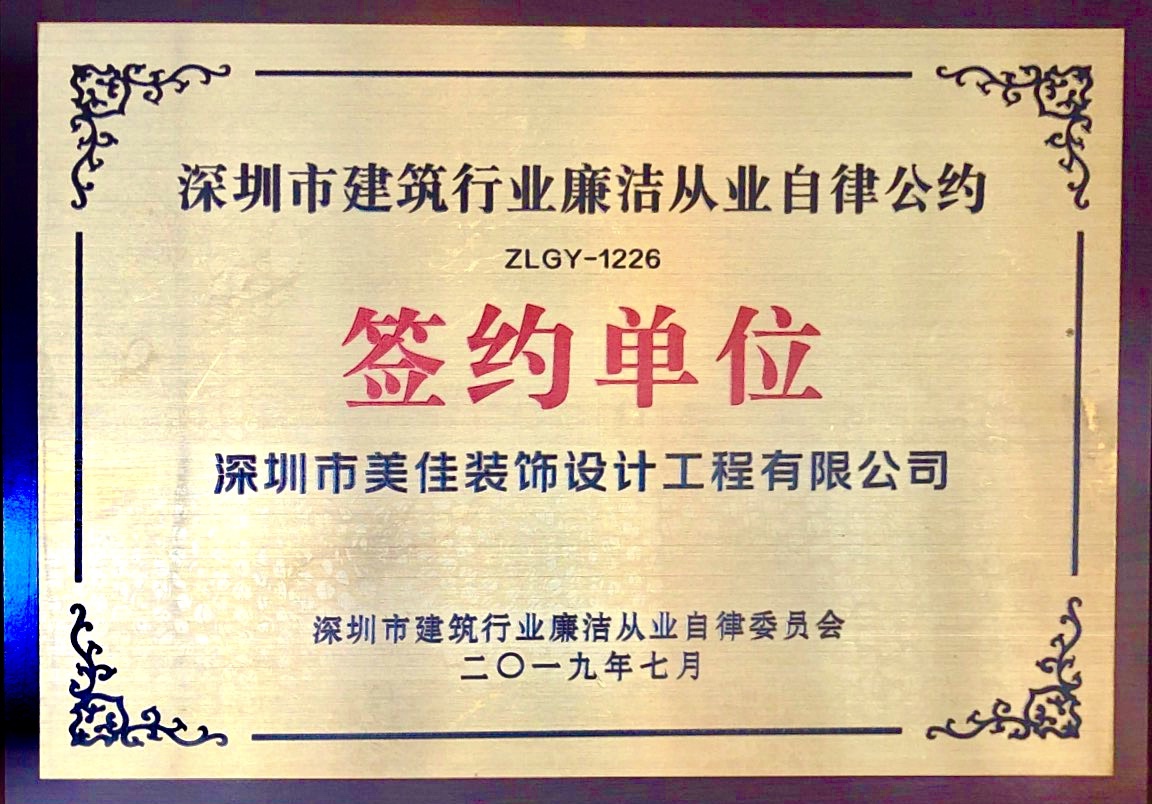 深圳市建筑行业廉洁从业自律公约
ZLGY-1226
签约单位
深圳市美佳装饰设计工程有限公司
深圳市建筑行业廉洁从业自律委员会
二〇一九年七月